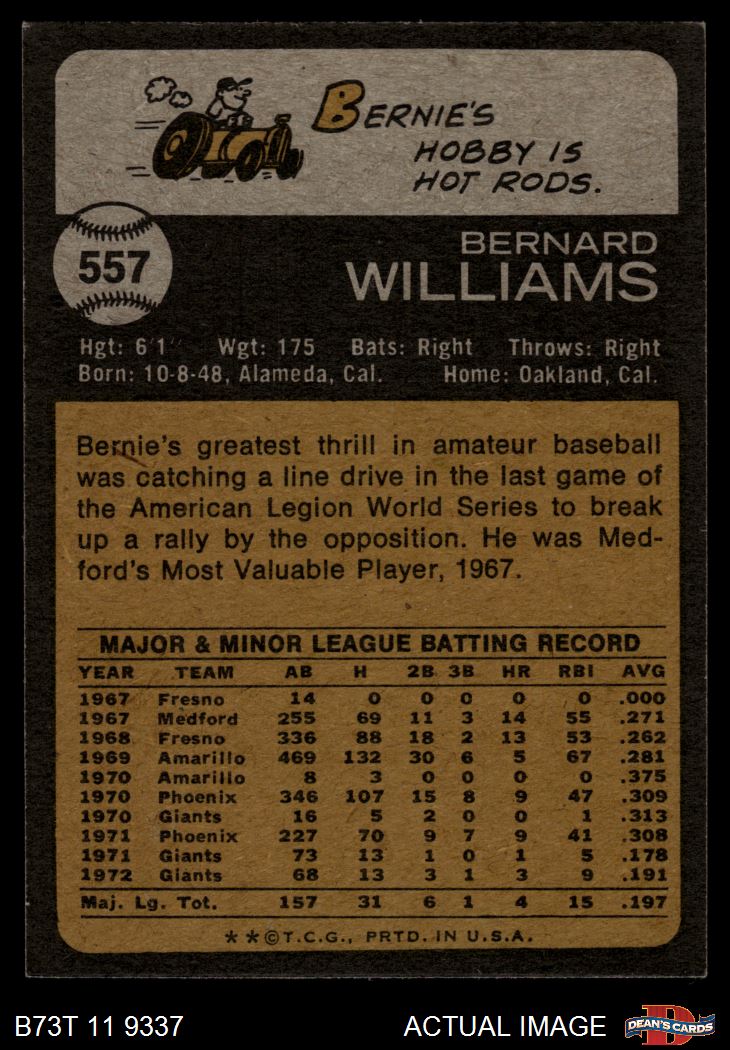 BERNIE'S
HOBBY IS
HOT RODS.
557
BERNARD
WILLIAMS
Hgt: 6'1" Wgt: 175 Bats: Right Throws: Right
Born: 10-8-48, Alameda, Cal. Home: Oakland, Cal.
Bernie's greatest thrill in amateur baseball
was catching a line drive in the last game of
the American Legion World Series to break
up a rally by the opposition. He was Med-
ford's Most Valuable Player, 1967.
MAJOR & MINOR LEAGUE BATTING RECORD
YEAR TEAM AB H 2B 3B HR RBI AVG
1967 Fresno 14 0 0 0 0 0 .000
1967 Medford 255 69 11 3 14 55 .271
1968 Fresno 336 88 18 2 13 53 .262
1969 Amarillo 469 132 30 6 5 67 .281
1970 Amarillo 8 3 0 0 0 0 .375
1970 Phoenix 346 107 15 8 9 47 .309
1970 Giants 16 5 2 0 0 1 .313
1971 Phoenix 227 70 9 7 9 41 .308
1971 Giants 73 13 1 0 1 5 .178
1972 Giants 68 13 3 1 3 9 .191
Maj. Lg. Tot. 157 31 6 1 4 15 .197
**©T.C.G., PRTD. IN U.S.A.
B73T 11 9337 ACTUAL IMAGE D DEAN'S CARDS